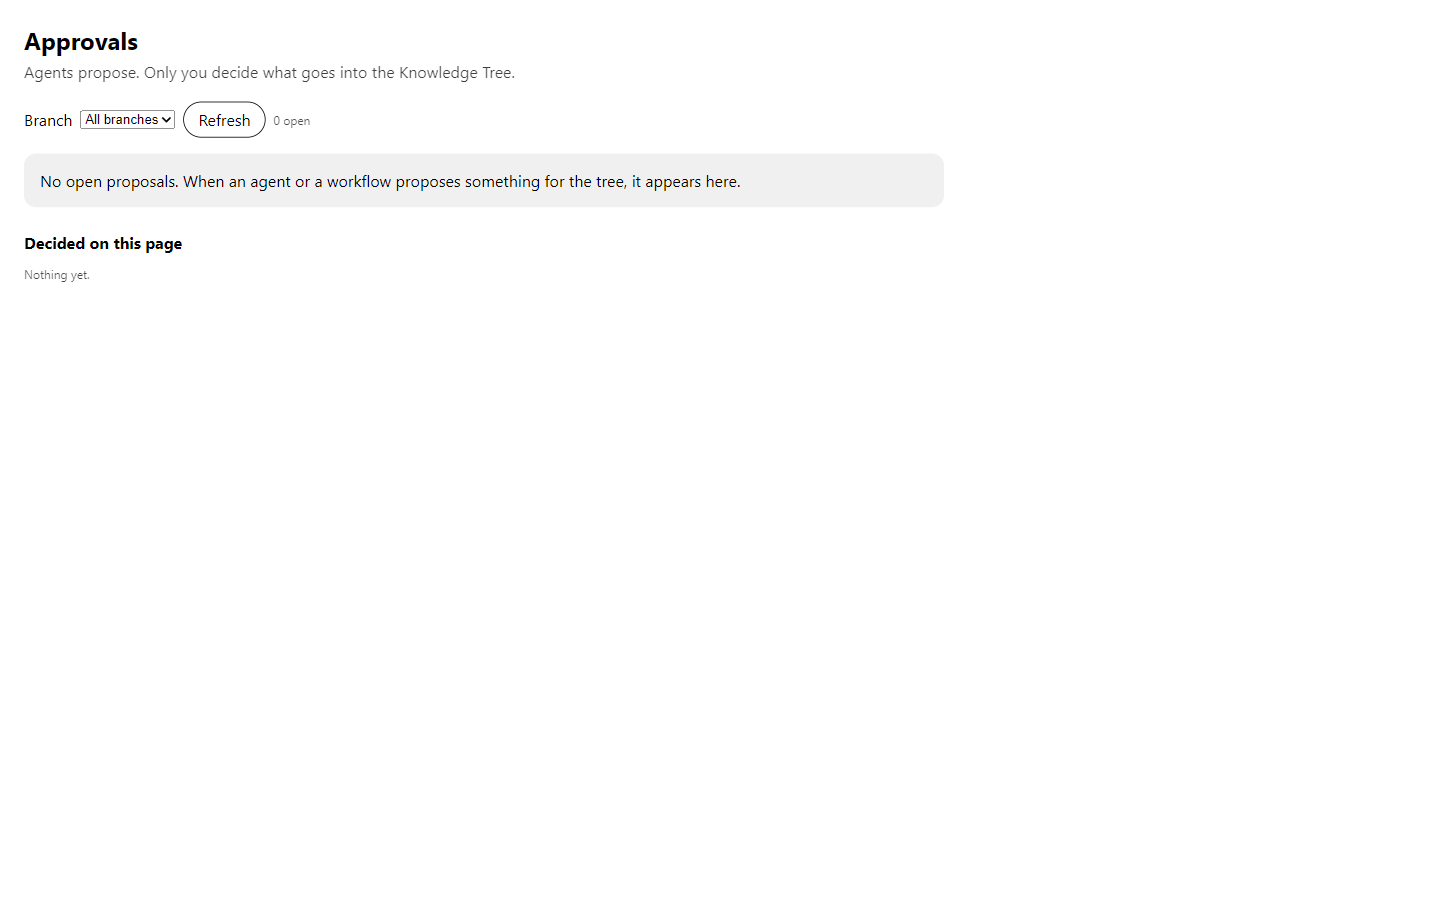 Approvals
Agents propose. Only you decide what goes into the Knowledge Tree.
Branch All branches Refresh 0 open
No open proposals. When an agent or a workflow proposes something for the tree, it appears here.
Decided on this page
Nothing yet.